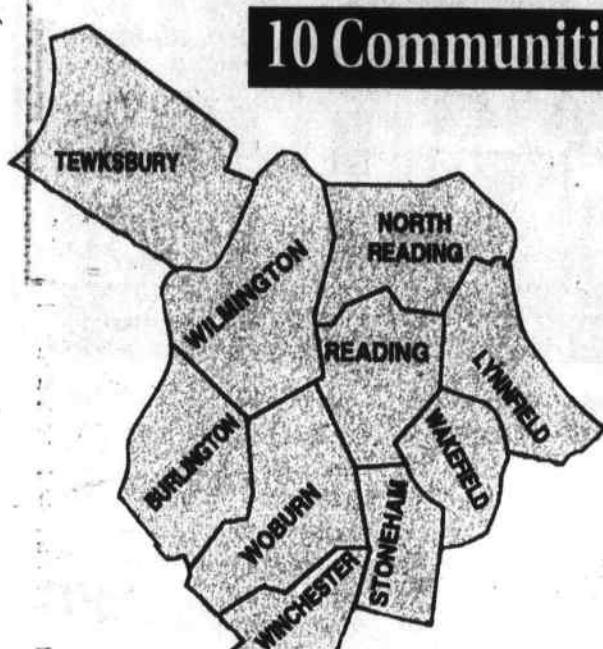 10 Communiti
TEWKSBURY
NORTH
READING
WILMINGTON
READING
LYNNFIELD
BURLINGTON
WAKEFIELD
WOBURN
STONEHAM
WINCHESTER